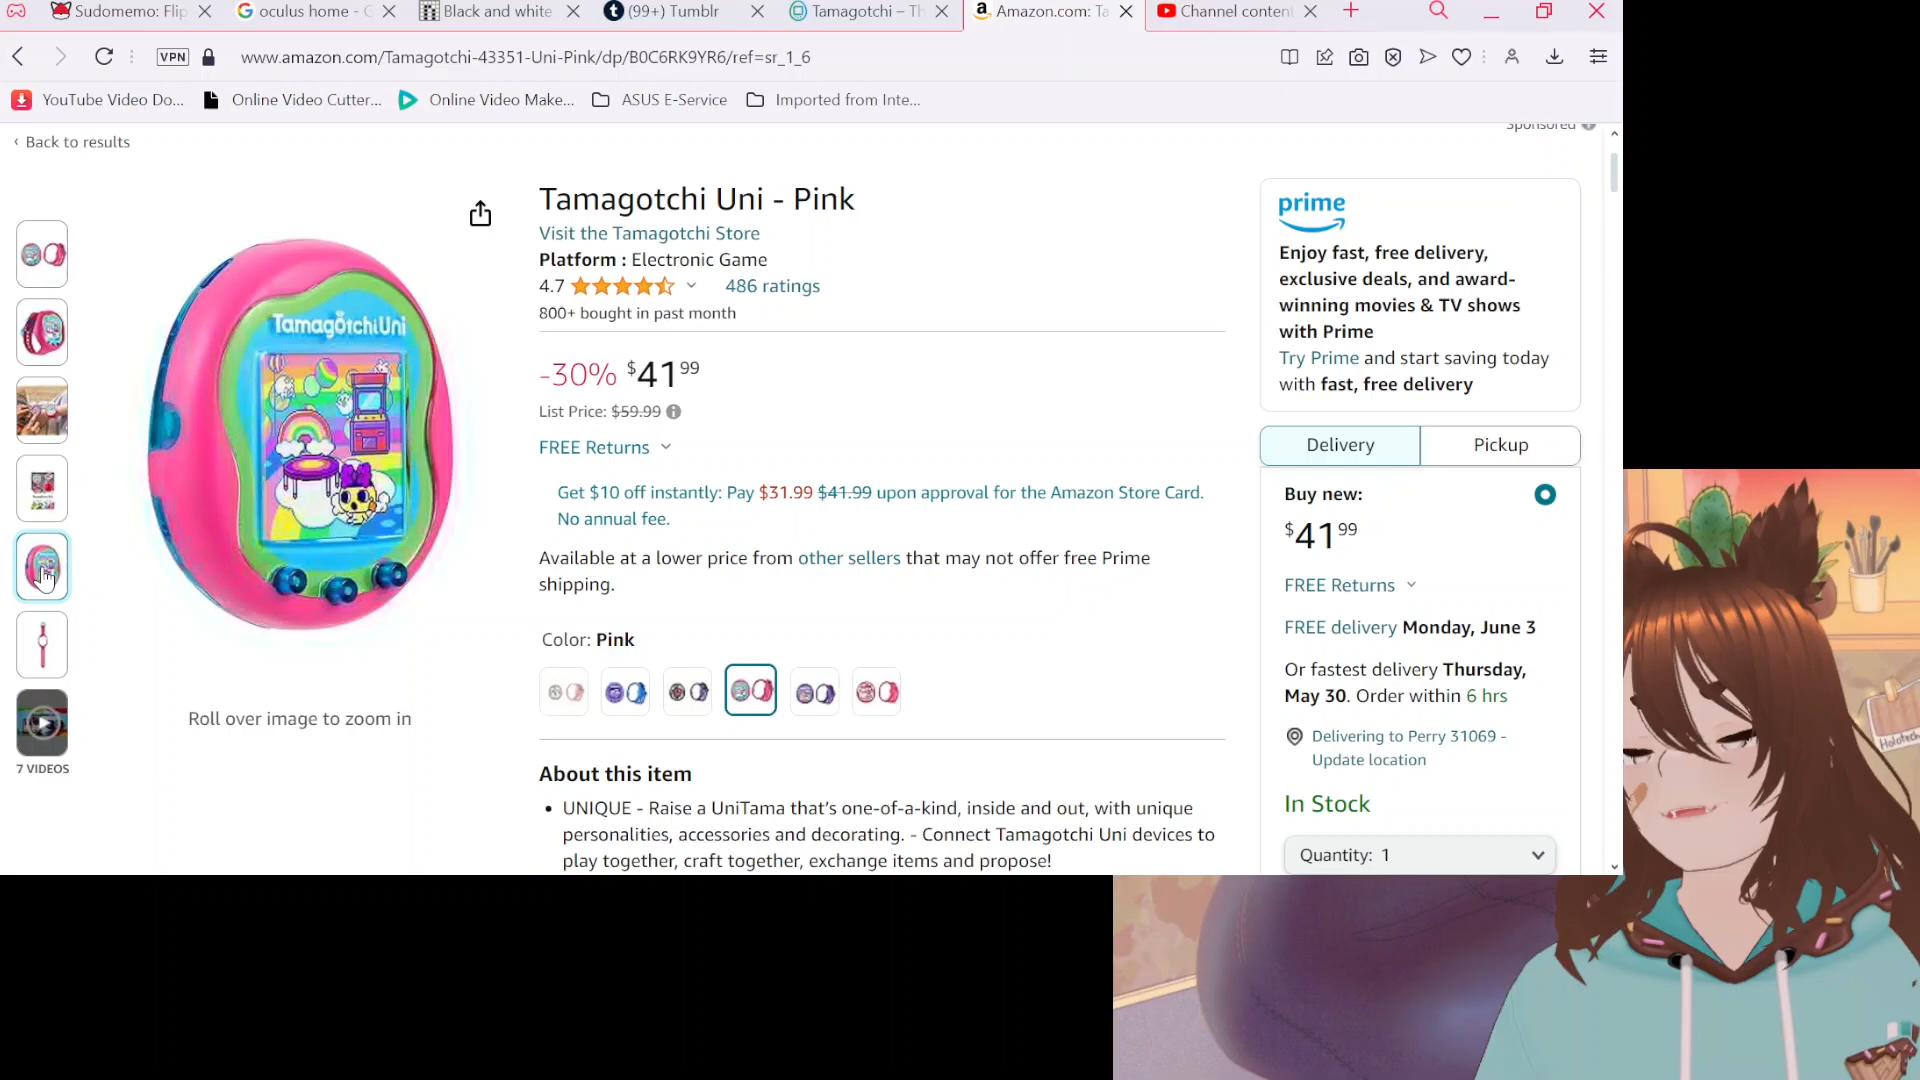 Sudomemo: Flip
oculus home - G
Black and white
(99+) Tumblr
Tamagotchi – Th
Amazon.com: Ta
Channel content
VPN
www.amazon.com/Tamagotchi-43351-Uni-Pink/dp/B0C6RK9YR6/ref=sr_1_6
YouTube Video Do...
Online Video Cutter...
Online Video Make...
ASUS E-Service
Imported from Inte...
Sponsored
‹ Back to results
Tamagotchi Uni - Pink
Visit the Tamagotchi Store
Platform : Electronic Game
4.7
486 ratings
800+ bought in past month
-30% $41 99
List Price: $59.99
FREE Returns
Get $10 off instantly: Pay $31.99 $41.99 upon approval for the Amazon Store Card.
No annual fee.
Available at a lower price from other sellers that may not offer free Prime
shipping.
Color: Pink
About this item
• UNIQUE - Raise a UniTama that’s one-of-a-kind, inside and out, with unique
personalities, accessories and decorating. - Connect Tamagotchi Uni devices to
play together, craft together, exchange items and propose!
TamagotchiUni
Roll over image to zoom in
7 VIDEOS
prime
Enjoy fast, free delivery,
exclusive deals, and award-
winning movies & TV shows
with Prime
Try Prime and start saving today
with fast, free delivery
Delivery
Pickup
Buy new:
$41 99
FREE Returns
FREE delivery Monday, June 3
Or fastest delivery Thursday,
May 30. Order within 6 hrs
Delivering to Perry 31069 -
Update location
In Stock
Quantity: 1
Holotech